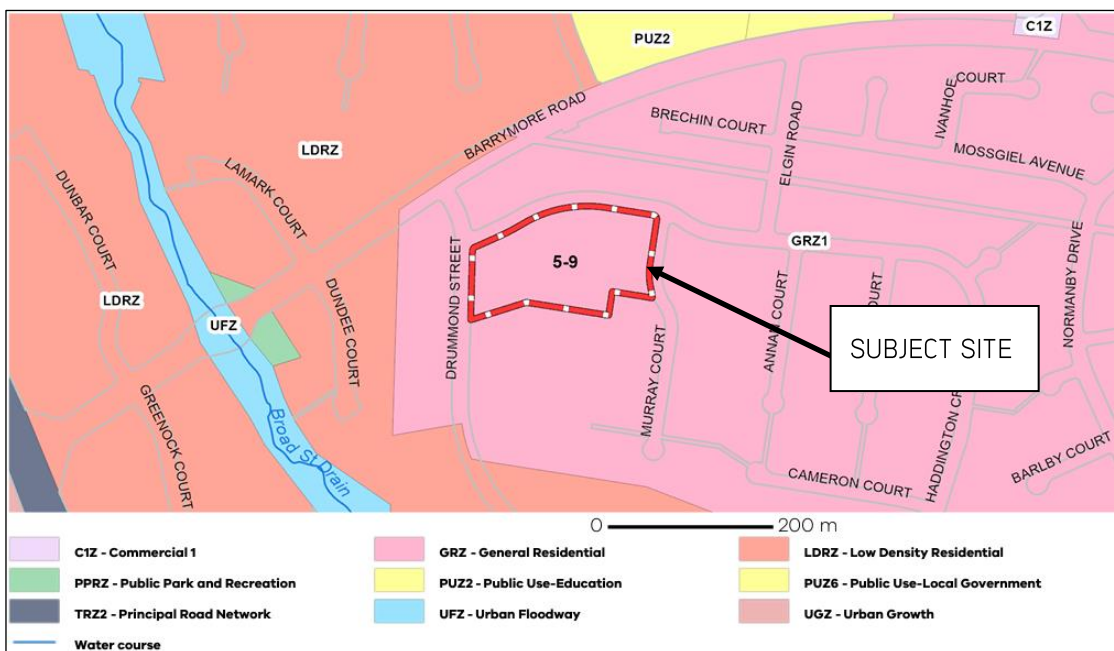 PUZ2
C1Z
COURT
IVANHOE
BARRYMORE ROAD
BRECHIN COURT
ELGIN ROAD
LDRZ
MOSSGIEL AVENUE
LAMARK COURT
DUNBAR COURT
DRUMMOND STREET
5-9
GRZ1
LDRZ
UFZ
DUNDEE COURT
MURRAY COURT
ANNAN COURT
COURT
NORMANBY DRIVE
SUBJECT SITE
GREENOCK COURT
Broad St Drain
HADDINGTON CR
BARLBY COURT
CAMERON COURT
0 200 m
C1Z - Commercial 1
GRZ - General Residential
LDRZ - Low Density Residential
PPRZ - Public Park and Recreation
PUZ2 - Public Use-Education
PUZ6 - Public Use-Local Government
TRZ2 - Principal Road Network
UFZ - Urban Floodway
UGZ - Urban Growth
Water course